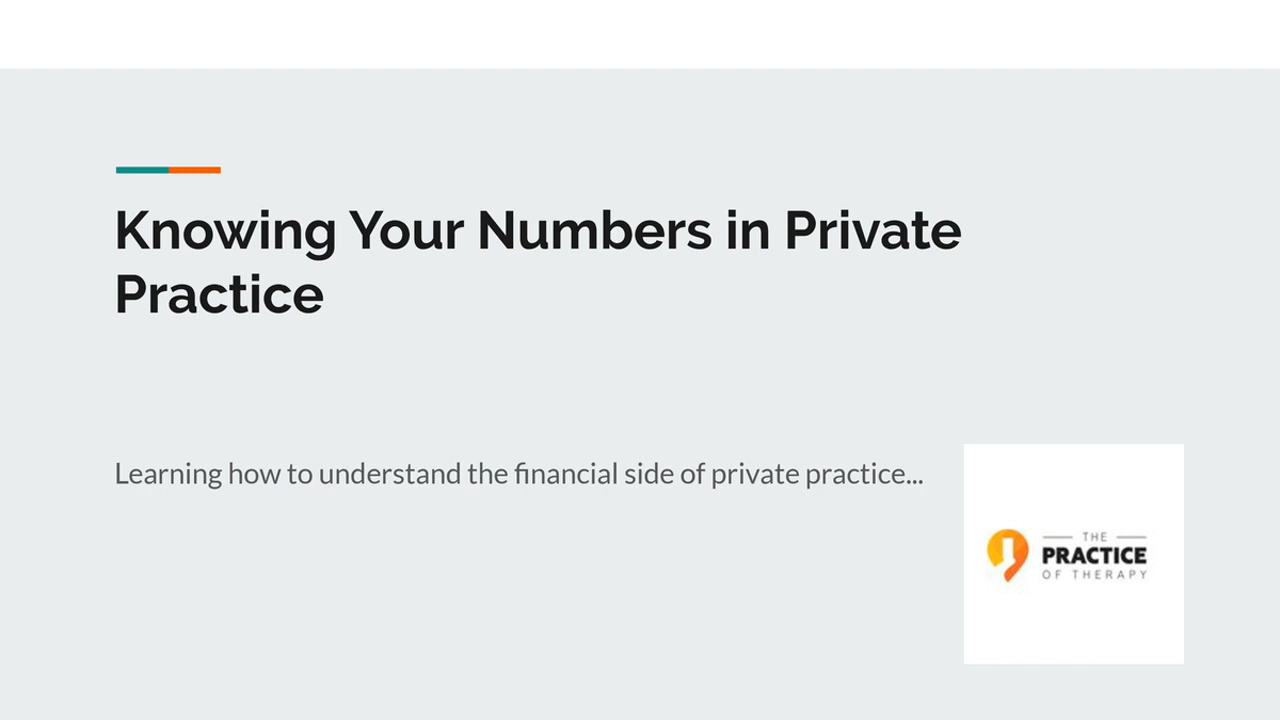 Knowing Your Numbers in Private
Practice
Learning how to understand the financial side of private practice...
THE
PRACTICE
OF THERAPY